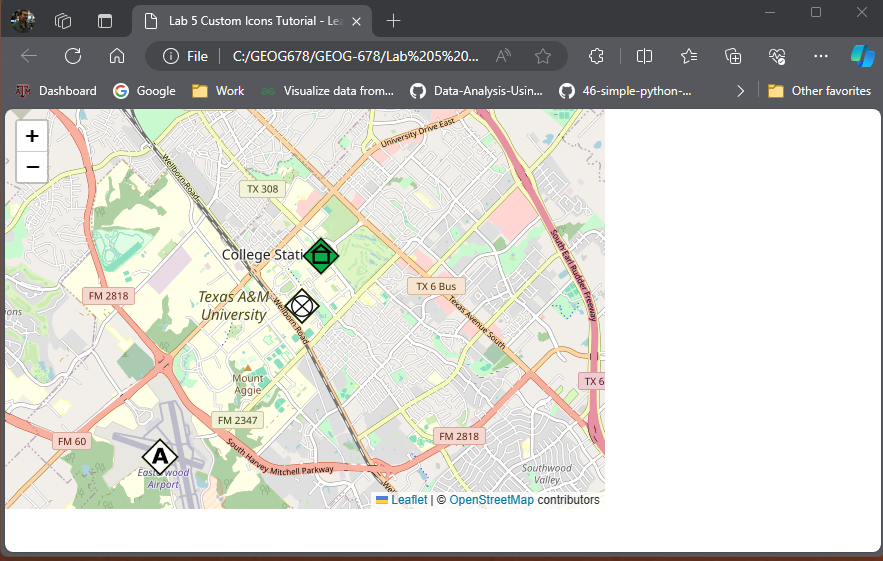 Lab 5 Custom Icons Tutorial - Le
File
C:/GEOG678/GEOG-678/Lab%205%20...
Dashboard
Google
Work
Visualize data from...
Data-Analysis-Usin...
46-simple-python-...
Other favorites
+
−
University Drive East
Wellborn Road
TX 308
College Stati
South Earl Rudder Freeway
FM 2818
TX 6 Bus
Texas A&M
University
Wellborn Road
Texas Avenue South
ions
Mount
Aggie
TX 6
FM 2347
FM 60
FM 2818
A
South Harvey Mitchell Parkway
Easterwood
Airport
Southwood
Valley
Leaflet | © OpenStreetMap contributors